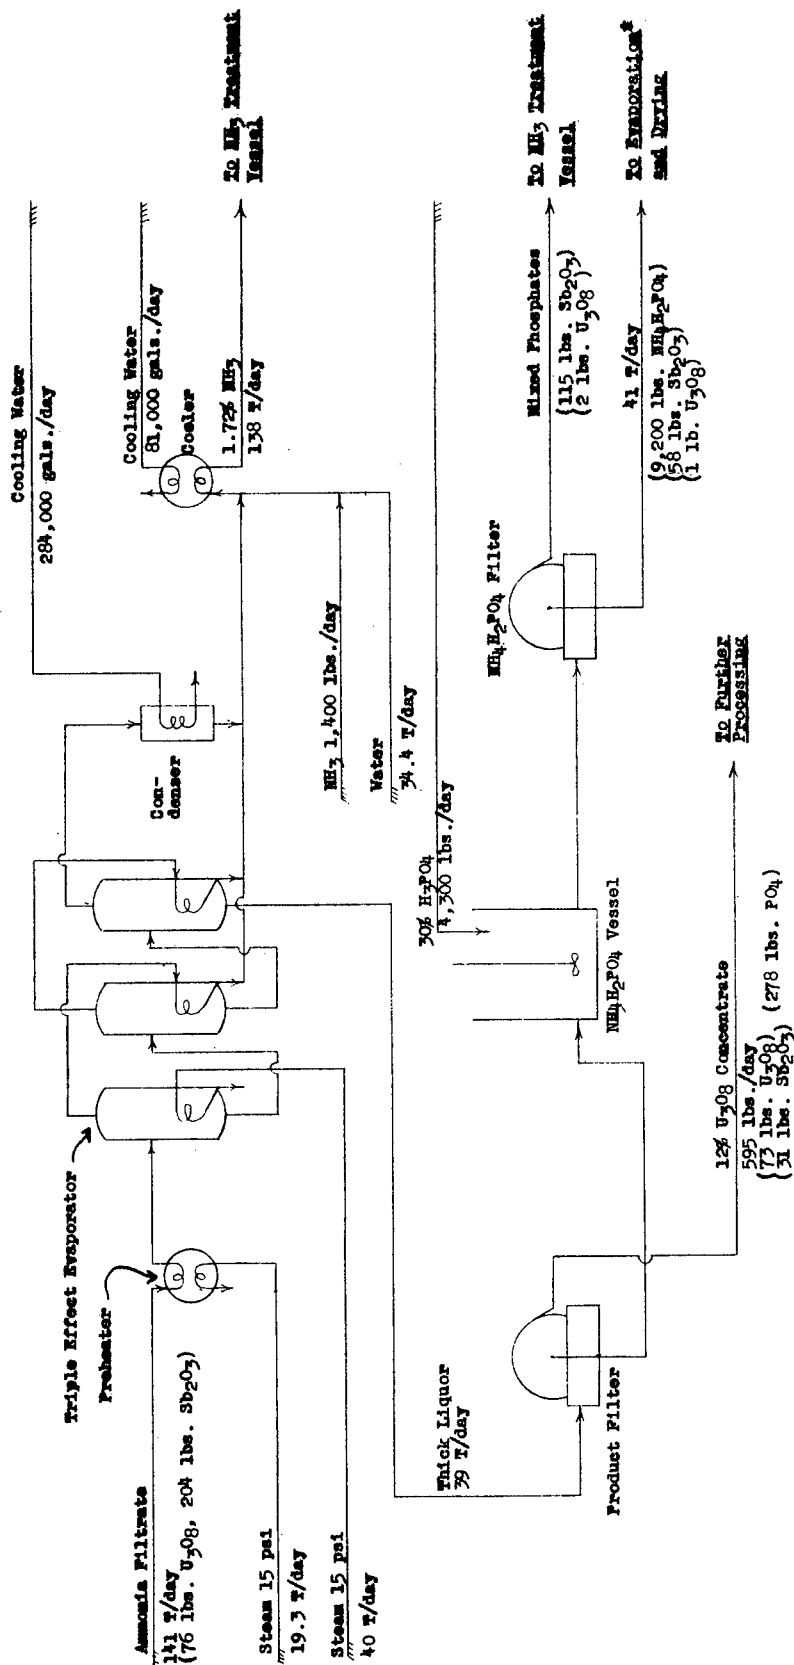 Ammonia Filtrate
141 T/day
(76 lbs. U3O8, 204 lbs. Sb2O3)
Steam 15 psi
19.3 T/day
Steam 15 psi
40 T/day
Triple Effect Evaporator
Preheater
Con-
denser
Cooling Water
284,000 gals./day
Cooling Water
81,000 gals./day
Cooler
1.72% NH3
138 T/day
To NH3 Treatment
Vessel
NH3 1,400 lbs./day
Water
34.4 T/day
30% H3PO4
4,300 lbs./day
Thick Liquor
39 T/day
Product Filter
NH4H2PO4 Vessel
NH4H2PO4 Filter
Mixed Phosphates
(115 lbs. Sb2O3)
(2 lbs. U3O8)
To NH3 Treatment
Vessel
41 T/day
(9,200 lbs. NH4H2PO4)
(58 lbs. Sb2O3)
(1 lb. U3O8)
To Evaporation*
and Drying
12% U3O8 Concentrate
595 lbs./day
(73 lbs. U3O8) (278 lbs. PO4)
(31 lbs. Sb2O3)
To Further
Processing